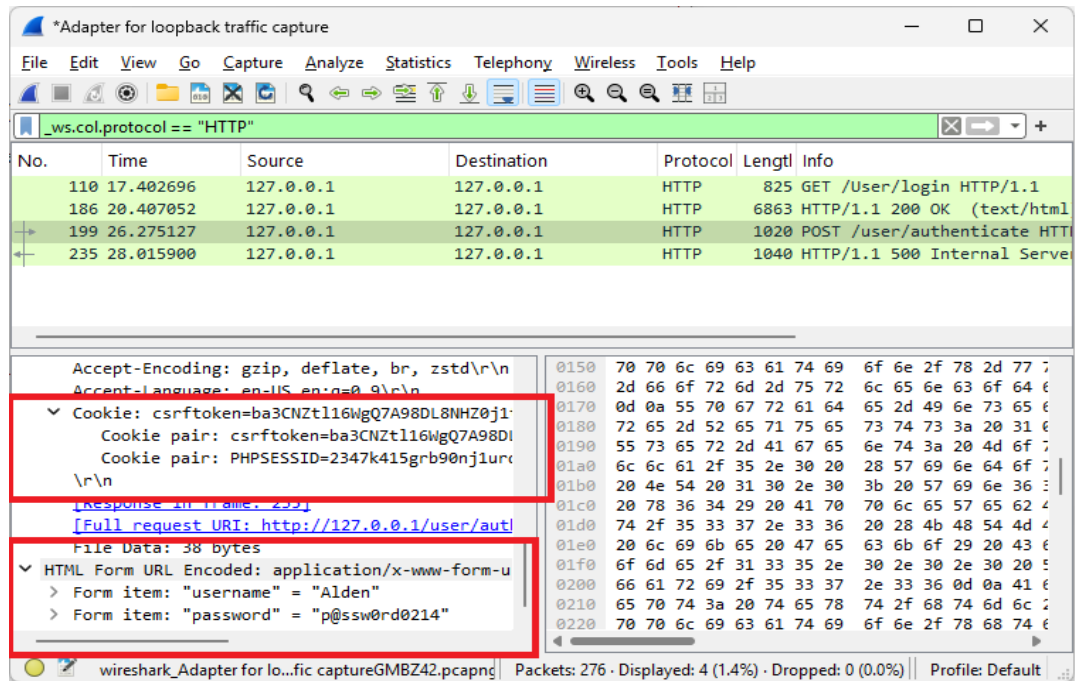 *Adapter for loopback traffic capture
File Edit View Go Capture Analyze Statistics Telephony Wireless Tools Help
_ws.col.protocol == "HTTP"
No. Time Source Destination Protocol Lengtl Info
110 17.402696 127.0.0.1 127.0.0.1 HTTP 825 GET /User/login HTTP/1.1
186 20.407052 127.0.0.1 127.0.0.1 HTTP 6863 HTTP/1.1 200 OK (text/html
199 26.275127 127.0.0.1 127.0.0.1 HTTP 1020 POST /user/authenticate HTT
235 28.015900 127.0.0.1 127.0.0.1 HTTP 1040 HTTP/1.1 500 Internal Serve
Accept-Encoding: gzip, deflate, br, zstd\r\n
Accept-Language: en-US,en;q=0.9\r\n
Cookie: csrftoken=ba3CNZtl16WgQ7A98DL8NHZ0j1
Cookie pair: csrftoken=ba3CNZtl16WgQ7A98D
Cookie pair: PHPSESSID=2347k415grb90nj1ur
\r\n
[Response in frame: 235]
[Full request URI: http://127.0.0.1/user/aut
File Data: 38 bytes
HTML Form URL Encoded: application/x-www-form-u
Form item: "username" = "Alden"
Form item: "password" = "p@ssw0rd0214"
0150 70 70 6c 69 63 61 74 69 6f 6e 2f 78 2d 77
0160 2d 66 6f 72 6d 2d 75 72 6c 65 6e 63 6f 64
0170 0d 0a 55 70 67 72 61 64 65 2d 49 6e 73 65
0180 72 65 2d 52 65 71 75 65 73 74 73 3a 20 31
0190 55 73 65 72 2d 41 67 65 6e 74 3a 20 4d 6f
01a0 6c 6c 61 2f 35 2e 30 20 28 57 69 6e 64 6f
01b0 20 4e 54 20 31 30 2e 30 3b 20 57 69 6e 36
01c0 20 78 36 34 29 20 41 70 70 6c 65 57 65 62
01d0 74 2f 35 33 37 2e 33 36 20 28 4b 48 54 4d
01e0 20 6c 69 6b 65 20 47 65 63 6b 6f 29 20 43
01f0 6f 6d 65 2f 31 33 35 2e 30 2e 30 2e 30 20
0200 66 61 72 69 2f 35 33 37 2e 33 36 0d 0a 41
0210 65 70 74 3a 20 74 65 78 74 2f 68 74 6d 6c
0220 70 70 6c 69 63 61 74 69 6f 6e 2f 78 68 74
wireshark_Adapter for lo...fic captureGMBZ42.pcapng Packets: 276 · Displayed: 4 (1.4%) · Dropped: 0 (0.0%) Profile: Default